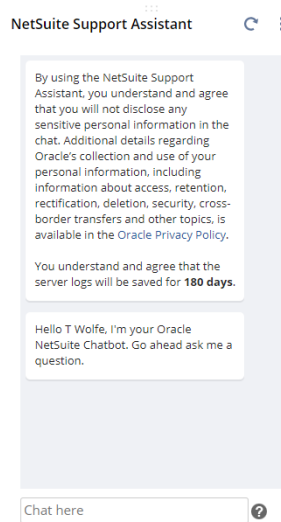 NetSuite Support Assistant
By using the NetSuite Support
Assistant, you understand and agree
that you will not disclose any
sensitive personal information in the
chat. Additional details regarding
Oracle's collection and use of your
personal information, including
information about access, retention,
rectification, deletion, security, cross-
border transfers and other topics, is
available in the Oracle Privacy Policy.
You understand and agree that the
server logs will be saved for 180 days.
Hello T Wolfe, I'm your Oracle
NetSuite Chatbot. Go ahead ask me a
question.
Chat here
?